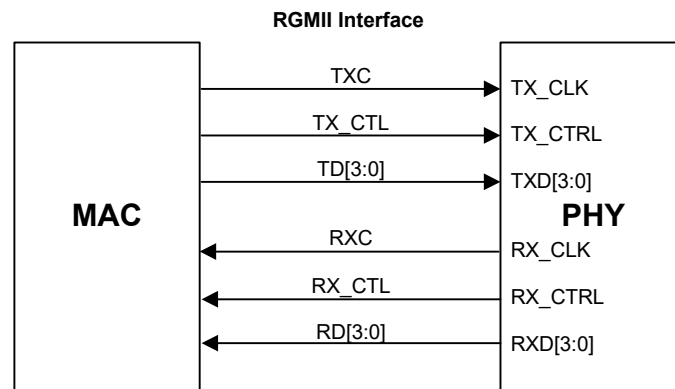 RGMII Interface
TXC
TX_CLK
TX_CTL
TX_CTRL
TD[3:0]
TXD[3:0]
MAC
PHY
RXC
RX_CLK
RX_CTL
RX_CTRL
RD[3:0]
RXD[3:0]